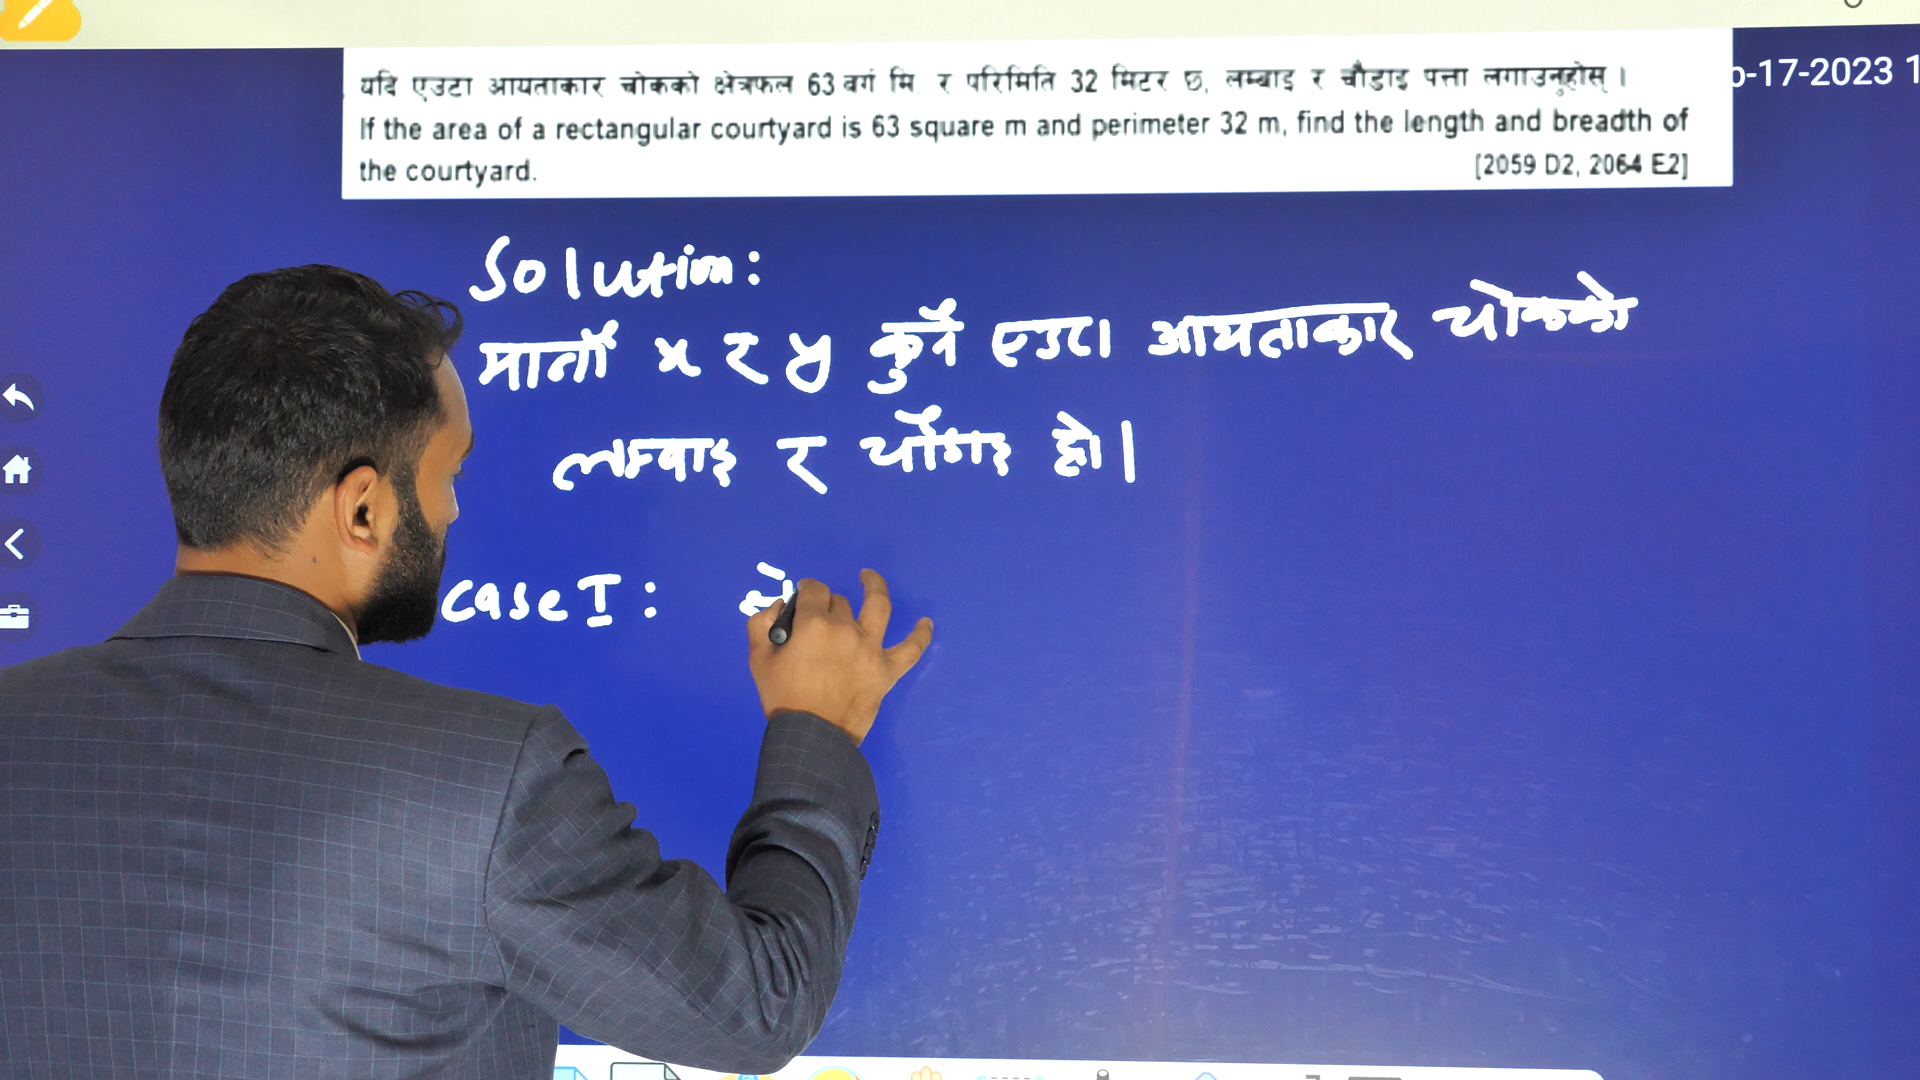 यदि एउटा आयताकार चोकको क्षेत्रफल 63 वर्ग मि र परिमिति 32 मिटर छ, लम्बाइ र चौडाइ पत्ता लगाउनुहोस् ।
-17-2023 1
If the area of a rectangular courtyard is 63 square m and perimeter 32 m, find the length and breadth of
the courtyard.
[2059 D2, 2064 E2]
Solution:
मानौं x र y कुनै एउटा आयताकार चोकको
लम्बाइ र चौडाइ हो।
case I: क्षे